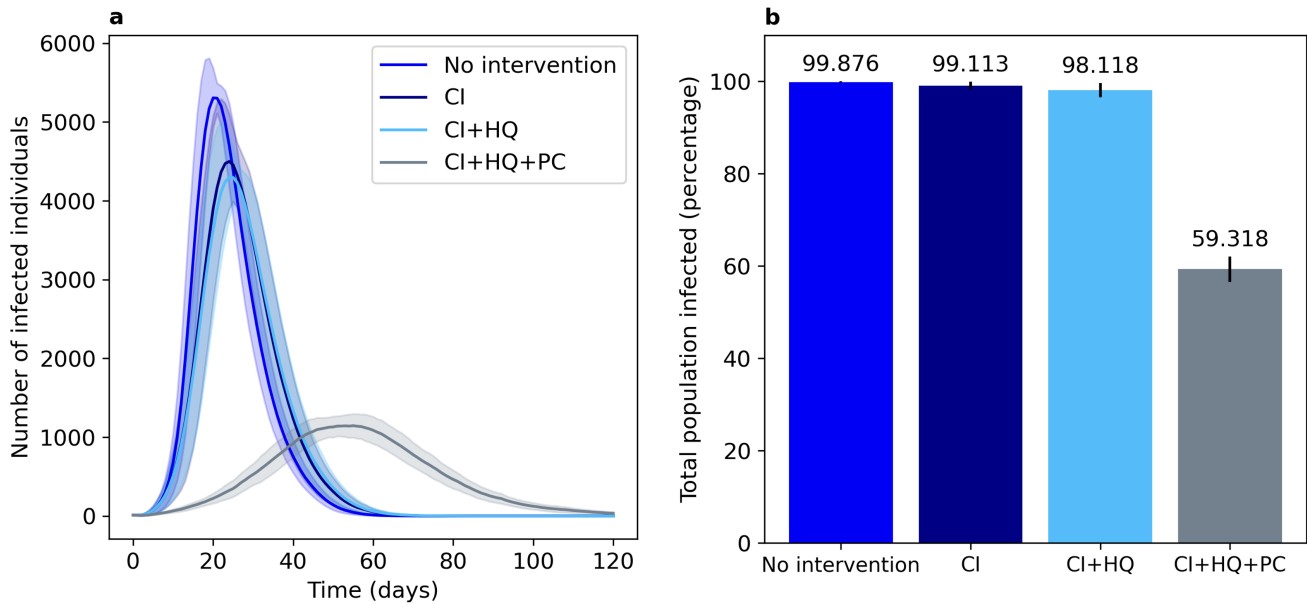 a
6000
5000
4000
3000
2000
1000
0
Number of infected individuals
No intervention
CI
CI+HQ
CI+HQ+PC
0 20 40 60 80 100 120
Time (days)
b
100
80
60
40
20
0
Total population infected (percentage)
99.876 99.113 98.118 59.318
No intervention CI CI+HQ CI+HQ+PC